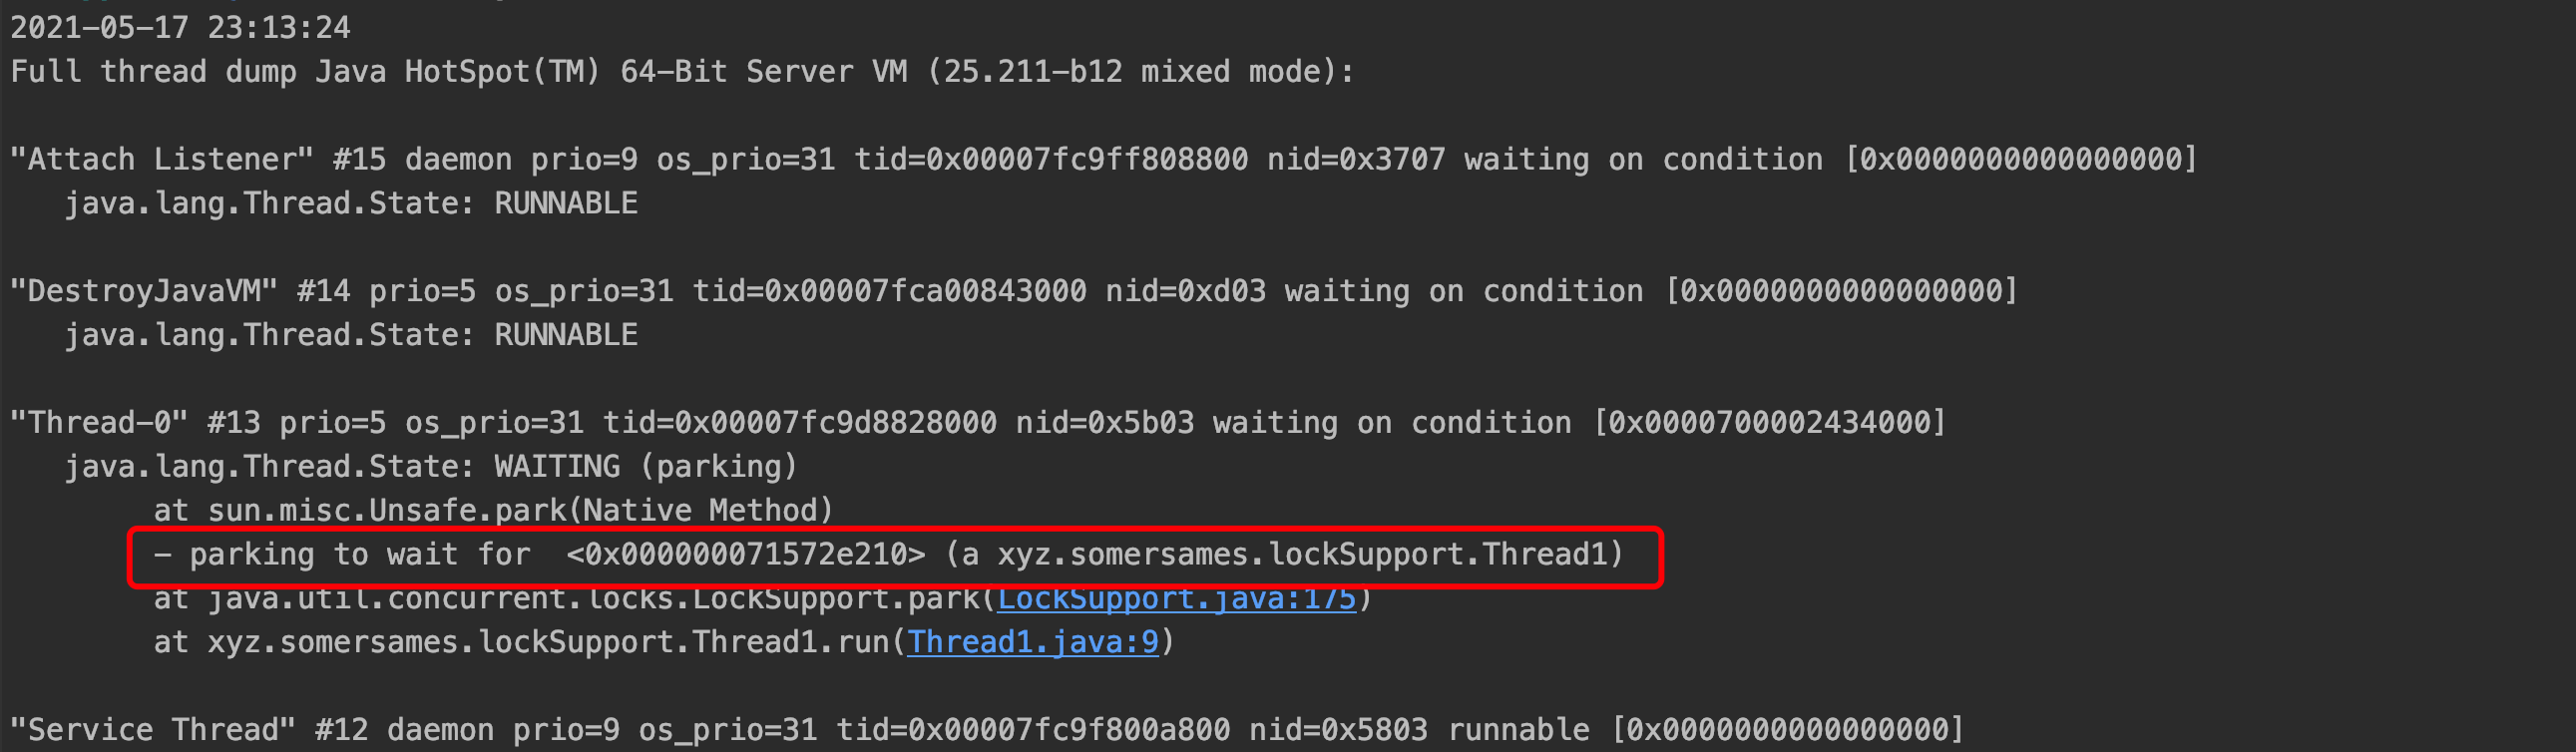 2021-05-17 23:13:24
Full thread dump Java HotSpot(TM) 64-Bit Server VM (25.211-b12 mixed mode):
"Attach Listener" #15 daemon prio=9 os_prio=31 tid=0x00007fc9ff808800 nid=0x3707 waiting on condition [0x0000000000000000]
java.lang.Thread.State: RUNNABLE
"DestroyJavaVM" #14 prio=5 os_prio=31 tid=0x00007fca00843000 nid=0xd03 waiting on condition [0x0000000000000000]
java.lang.Thread.State: RUNNABLE
"Thread-0" #13 prio=5 os_prio=31 tid=0x00007fc9d8828000 nid=0x5b03 waiting on condition [0x0000700002434000]
java.lang.Thread.State: WAITING (parking)
at sun.misc.Unsafe.park(Native Method)
- parking to wait for  <0x000000071572e210> (a xyz.somersames.lockSupport.Thread1)
at java.util.concurrent.locks.LockSupport.park(LockSupport.java:175)
at xyz.somersames.lockSupport.Thread1.run(Thread1.java:9)
"Service Thread" #12 daemon prio=9 os_prio=31 tid=0x00007fc9f800a800 nid=0x5803 runnable [0x0000000000000000]